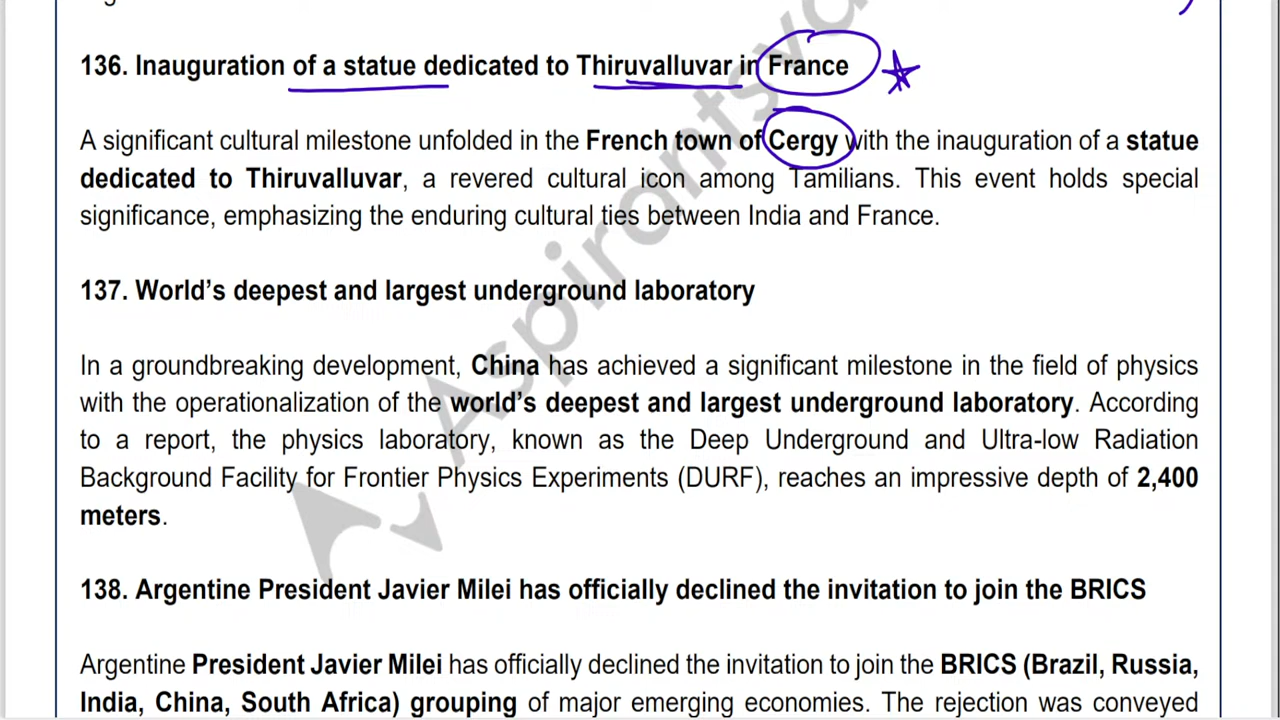 136. Inauguration of a statue dedicated to Thiruvalluvar in France
A significant cultural milestone unfolded in the French town of Cergy with the inauguration of a statue
dedicated to Thiruvalluvar, a revered cultural icon among Tamilians. This event holds special
significance, emphasizing the enduring cultural ties between India and France.
137. World's deepest and largest underground laboratory
In a groundbreaking development, China has achieved a significant milestone in the field of physics
with the operationalization of the world's deepest and largest underground laboratory. According
to a report, the physics laboratory, known as the Deep Underground and Ultra-low Radiation
Background Facility for Frontier Physics Experiments (DURF), reaches an impressive depth of 2,400
meters.
138. Argentine President Javier Milei has officially declined the invitation to join the BRICS
Argentine President Javier Milei has officially declined the invitation to join the BRICS (Brazil, Russia,
India, China, South Africa) grouping of major emerging economies. The rejection was conveyed